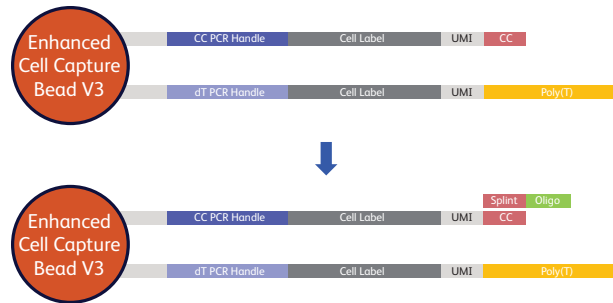 Enhanced
Cell Capture
Bead V3
CC PCR Handle Cell Label UMI CC
dT PCR Handle Cell Label UMI Poly(T)
Enhanced
Cell Capture
Bead V3
Splint Oligo
CC PCR Handle Cell Label UMI CC
dT PCR Handle Cell Label UMI Poly(T)